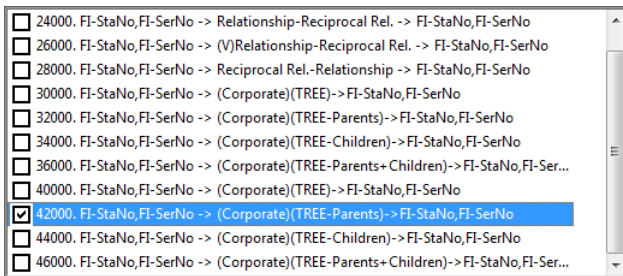 24000. FI-StaNo,FI-SerNo -> Relationship-Reciprocal Rel. -> FI-StaNo,FI-SerNo
26000. FI-StaNo,FI-SerNo -> (V)Relationship-Reciprocal Rel. -> FI-StaNo,FI-SerNo
28000. FI-StaNo,FI-SerNo -> Reciprocal Rel.-Relationship -> FI-StaNo,FI-SerNo
30000. FI-StaNo,FI-SerNo -> (Corporate)(TREE)->FI-StaNo,FI-SerNo
32000. FI-StaNo,FI-SerNo -> (Corporate)(TREE-Parents)->FI-StaNo,FI-SerNo
34000. FI-StaNo,FI-SerNo -> (Corporate)(TREE-Children)->FI-StaNo,FI-SerNo
36000. FI-StaNo,FI-SerNo -> (Corporate)(TREE-Parents+Children)->FI-StaNo,FI-Ser...
40000. FI-StaNo,FI-SerNo -> (Corporate)(TREE)->FI-StaNo,FI-SerNo
42000. FI-StaNo,FI-SerNo -> (Corporate)(TREE-Parents)->FI-StaNo,FI-SerNo
44000. FI-StaNo,FI-SerNo -> (Corporate)(TREE-Children)->FI-StaNo,FI-SerNo
46000. FI-StaNo,FI-SerNo -> (Corporate)(TREE-Parents+Children)->FI-StaNo,FI-Ser...